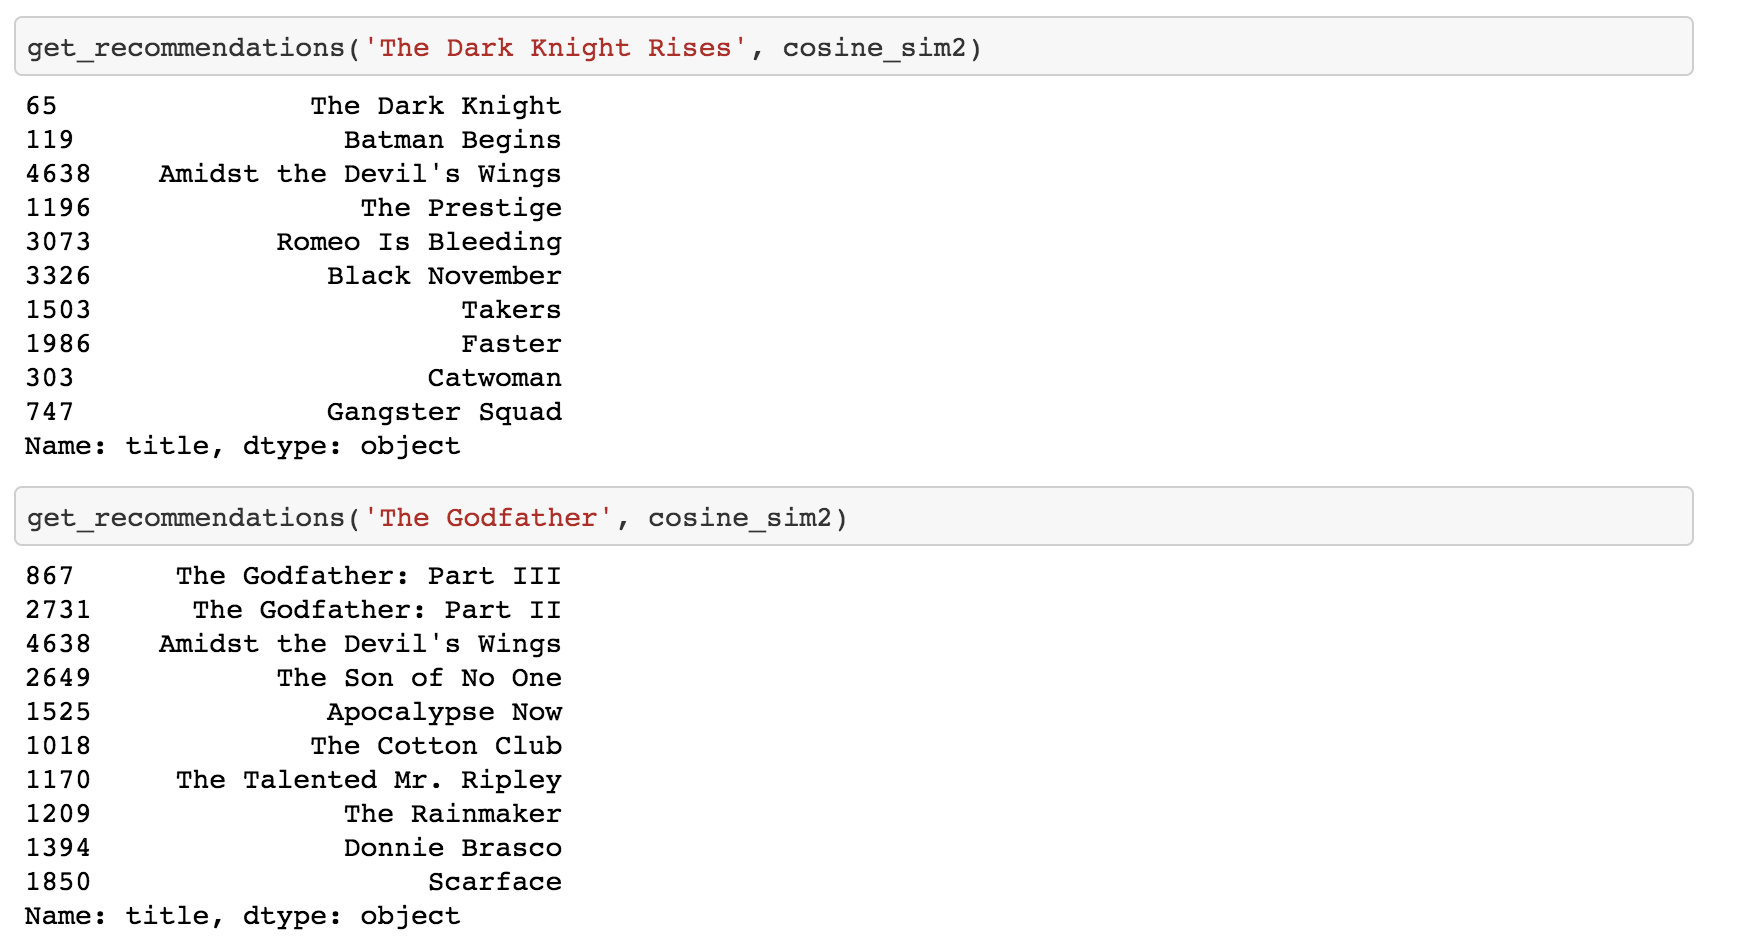 get_recommendations('The Dark Knight Rises', cosine_sim2)
65               The Dark Knight
119                Batman Begins
4638    Amidst the Devil's Wings
1196                The Prestige
3073           Romeo Is Bleeding
3326              Black November
1503                      Takers
1986                      Faster
303                     Catwoman
747               Gangster Squad
Name: title, dtype: object
get_recommendations('The Godfather', cosine_sim2)
867      The Godfather: Part III
2731      The Godfather: Part II
4638    Amidst the Devil's Wings
2649           The Son of No One
1525              Apocalypse Now
1018             The Cotton Club
1170     The Talented Mr. Ripley
1209               The Rainmaker
1394               Donnie Brasco
1850                    Scarface
Name: title, dtype: object